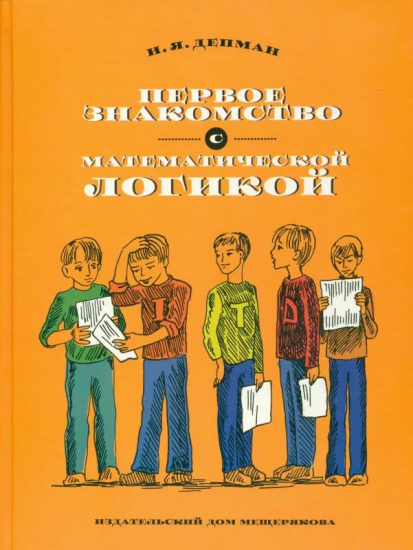 И. Я. ДЕПМАН
ПЕРВОЕ
ЗНАКОМСТВО
С
МАТЕМАТИЧЕСКОЙ
ЛОГИКОЙ
I T D
ИЗДАТЕЛЬСКИЙ ДОМ МЕЩЕРЯКОВА